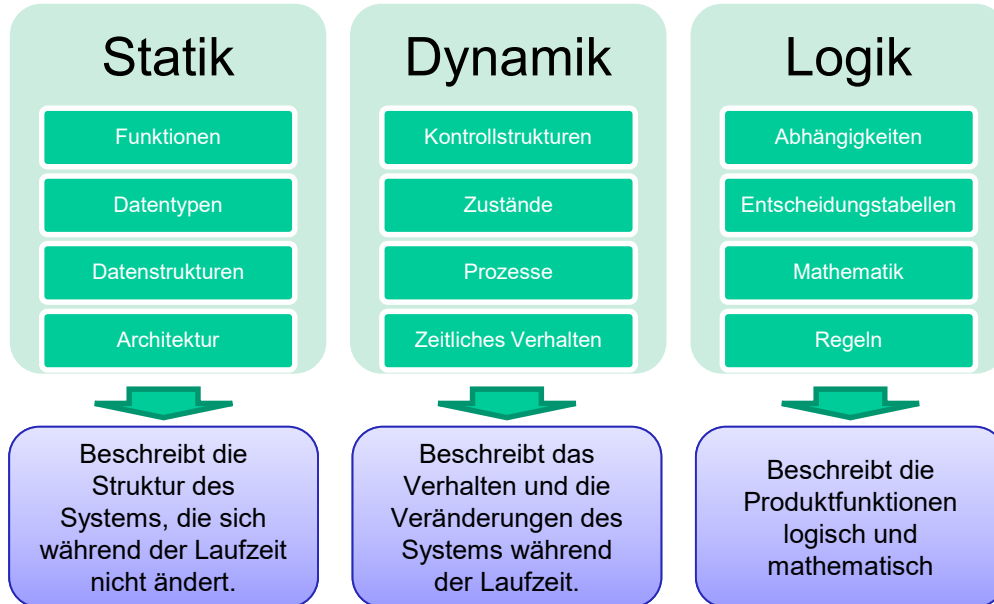 Statik
Funktionen
Datentypen
Datenstrukturen
Architektur
Beschreibt die
Struktur des
Systems, die sich
während der Laufzeit
nicht ändert.
Dynamik
Kontrollstrukturen
Zustände
Prozesse
Zeitliches Verhalten
Beschreibt das
Verhalten und die
Veränderungen des
Systems während
der Laufzeit.
Logik
Abhängigkeiten
Entscheidungstabellen
Mathematik
Regeln
Beschreibt die
Produktfunktionen
logisch und
mathematisch